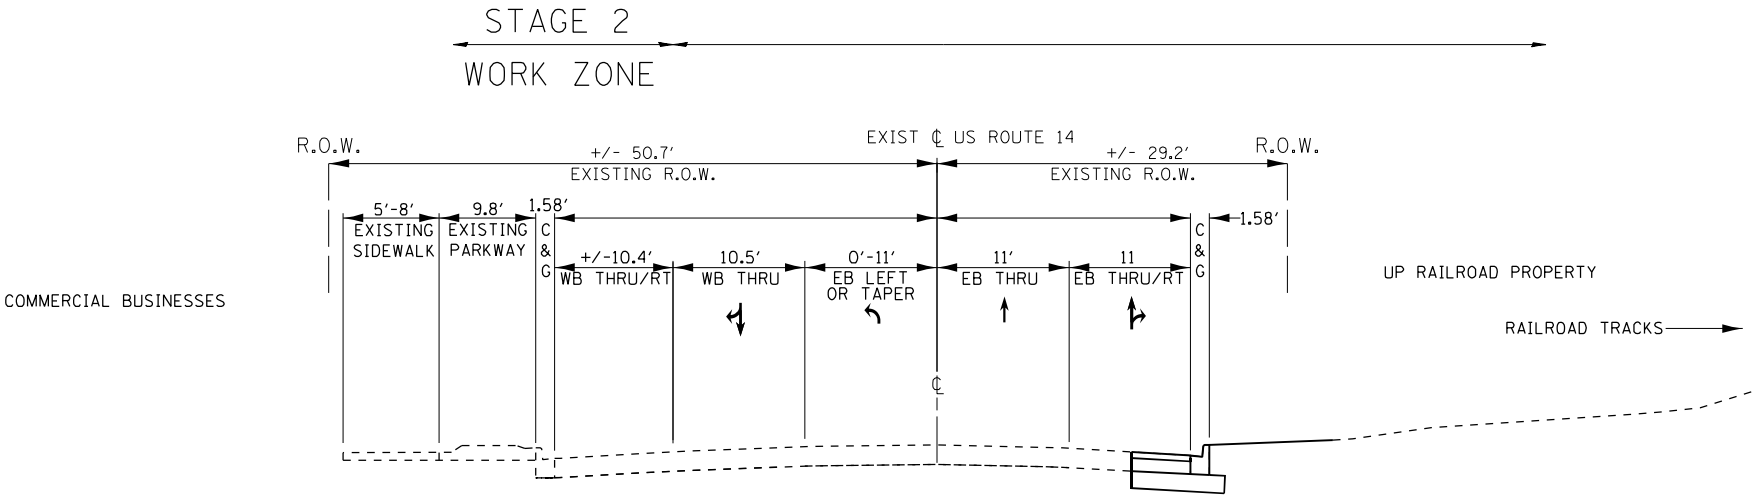 STAGE 2
WORK ZONE
EXIST ℄ US ROUTE 14
R.O.W.
+/- 50.7'
+/- 29.2'
R.O.W.
EXISTING R.O.W.
EXISTING R.O.W.
5'-8'
9.8'
1.58'
1.58'
EXISTING
SIDEWALK
EXISTING
PARKWAY
C
&
G
C
&
G
+/-10.4'
10.5'
0'-11'
11'
11
WB THRU/RT
WB THRU
EB LEFT
OR TAPER
EB THRU
EB THRU/RT
UP RAILROAD PROPERTY
COMMERCIAL BUSINESSES
RAILROAD TRACKS
℄